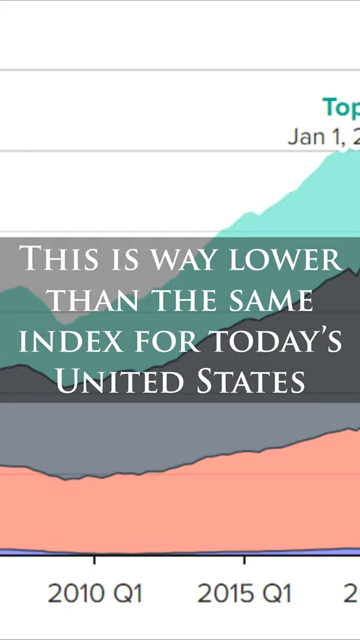 Top
Jan 1, 2
This is way lower
than the same
index for today's
United States
2010 Q1 2015 Q1 2